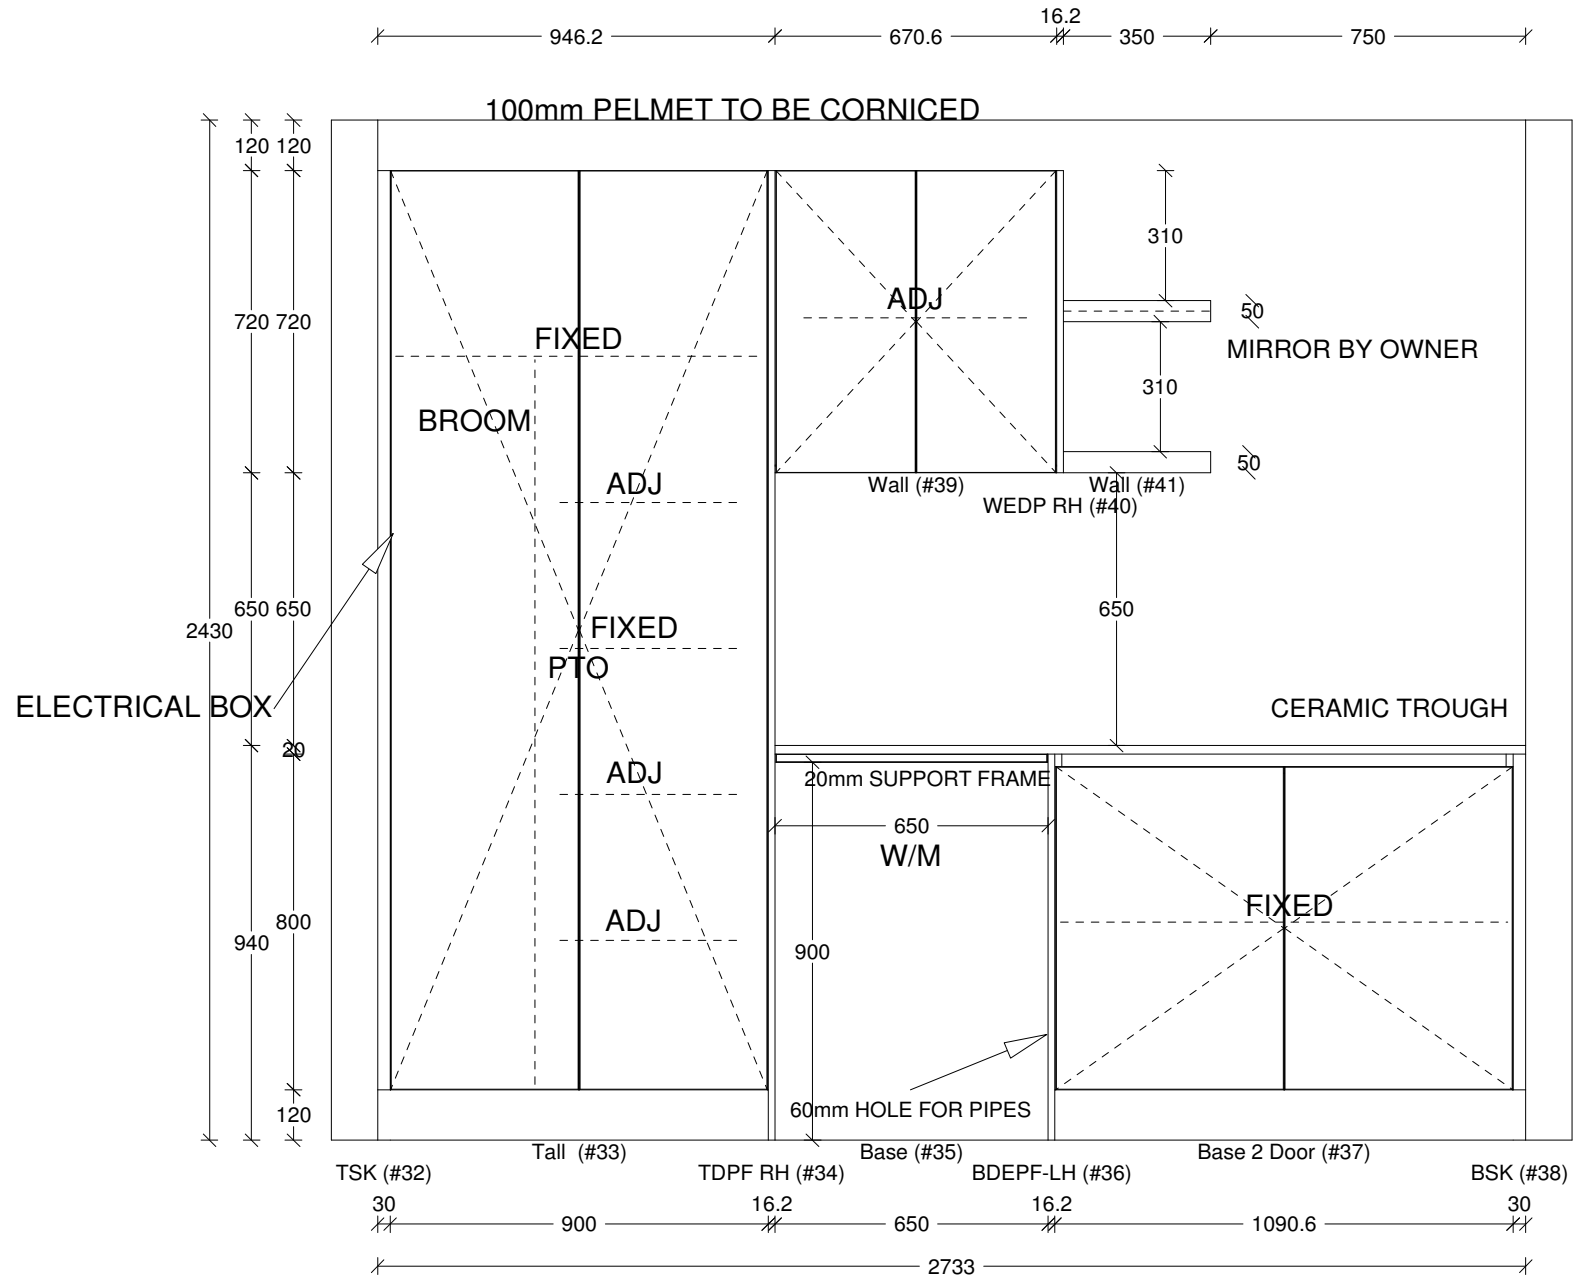 16.2
946.2 670.6 350 750
100mm PELMET TO BE CORNICED
120 120
310
720 720
ADJ
50
FIXED
MIRROR BY OWNER
310
BROOM
50
ADJ
Wall (#39) Wall (#41)
WEDP RH (#40)
650 650
650
2430
FIXED
PTO
ELECTRICAL BOX
CERAMIC TROUGH
20
ADJ
20mm SUPPORT FRAME
650
W/M
FIXED
ADJ
800
940
900
120
60mm HOLE FOR PIPES
Tall (#33) Base (#35) Base 2 Door (#37)
TSK (#32) TDPF RH (#34) BDEPF-LH (#36) BSK (#38)
30 16.2 16.2 30
900 650 1090.6
2733